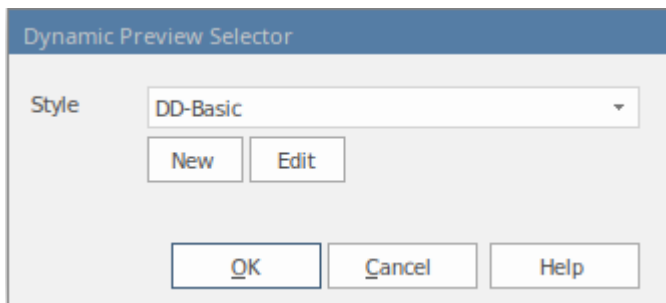 Dynamic Preview Selector
Style DD-Basic
New Edit
OK Cancel Help